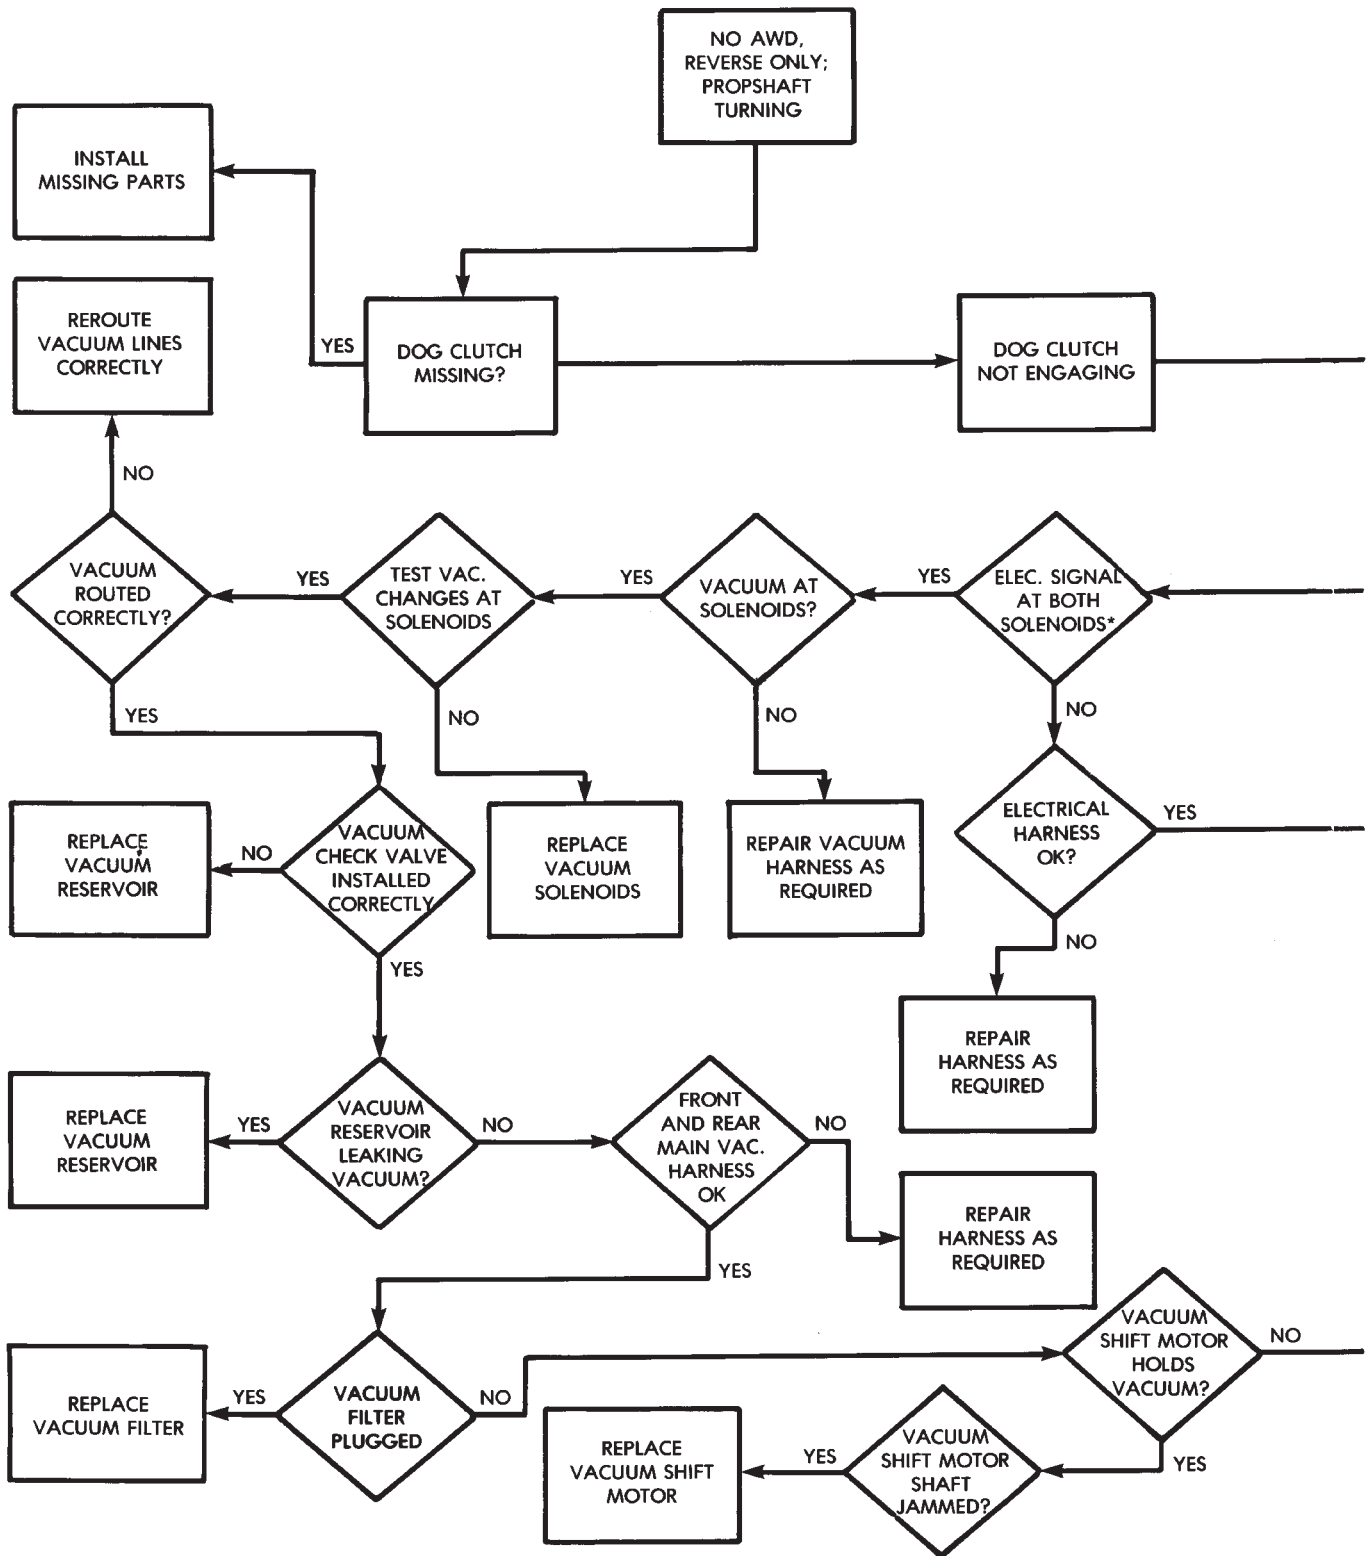 NO AWD,
REVERSE ONLY;
PROPSHAFT
TURNING
INSTALL
MISSING PARTS
REROUTE
VACUUM LINES
CORRECTLY
YES
DOG CLUTCH
MISSING?
DOG CLUTCH
NOT ENGAGING
NO
VACUUM
ROUTED
CORRECTLY?
YES
TEST VAC.
CHANGES AT
SOLENOIDS
YES
VACUUM AT
SOLENOIDS?
YES
ELEC. SIGNAL
AT BOTH
SOLENOIDS*
YES
NO
NO
NO
REPLACE
VACUUM
RESERVOIR
NO
VACUUM
CHECK VALVE
INSTALLED
CORRECTLY
REPLACE
VACUUM
SOLENOIDS
REPAIR VACUUM
HARNESS AS
REQUIRED
ELECTRICAL
HARNESS
OK?
YES
NO
YES
REPAIR
HARNESS AS
REQUIRED
REPLACE
VACUUM
RESERVOIR
YES
VACUUM
RESERVOIR
LEAKING
VACUUM?
NO
FRONT
AND REAR
MAIN VAC.
HARNESS
OK
NO
REPAIR
HARNESS AS
REQUIRED
YES
REPLACE
VACUUM FILTER
YES
VACUUM
FILTER
PLUGGED
NO
VACUUM
SHIFT MOTOR
HOLDS
VACUUM?
NO
YES
REPLACE
VACUUM SHIFT
MOTOR
YES
VACUUM
SHIFT MOTOR
SHAFT
JAMMED?